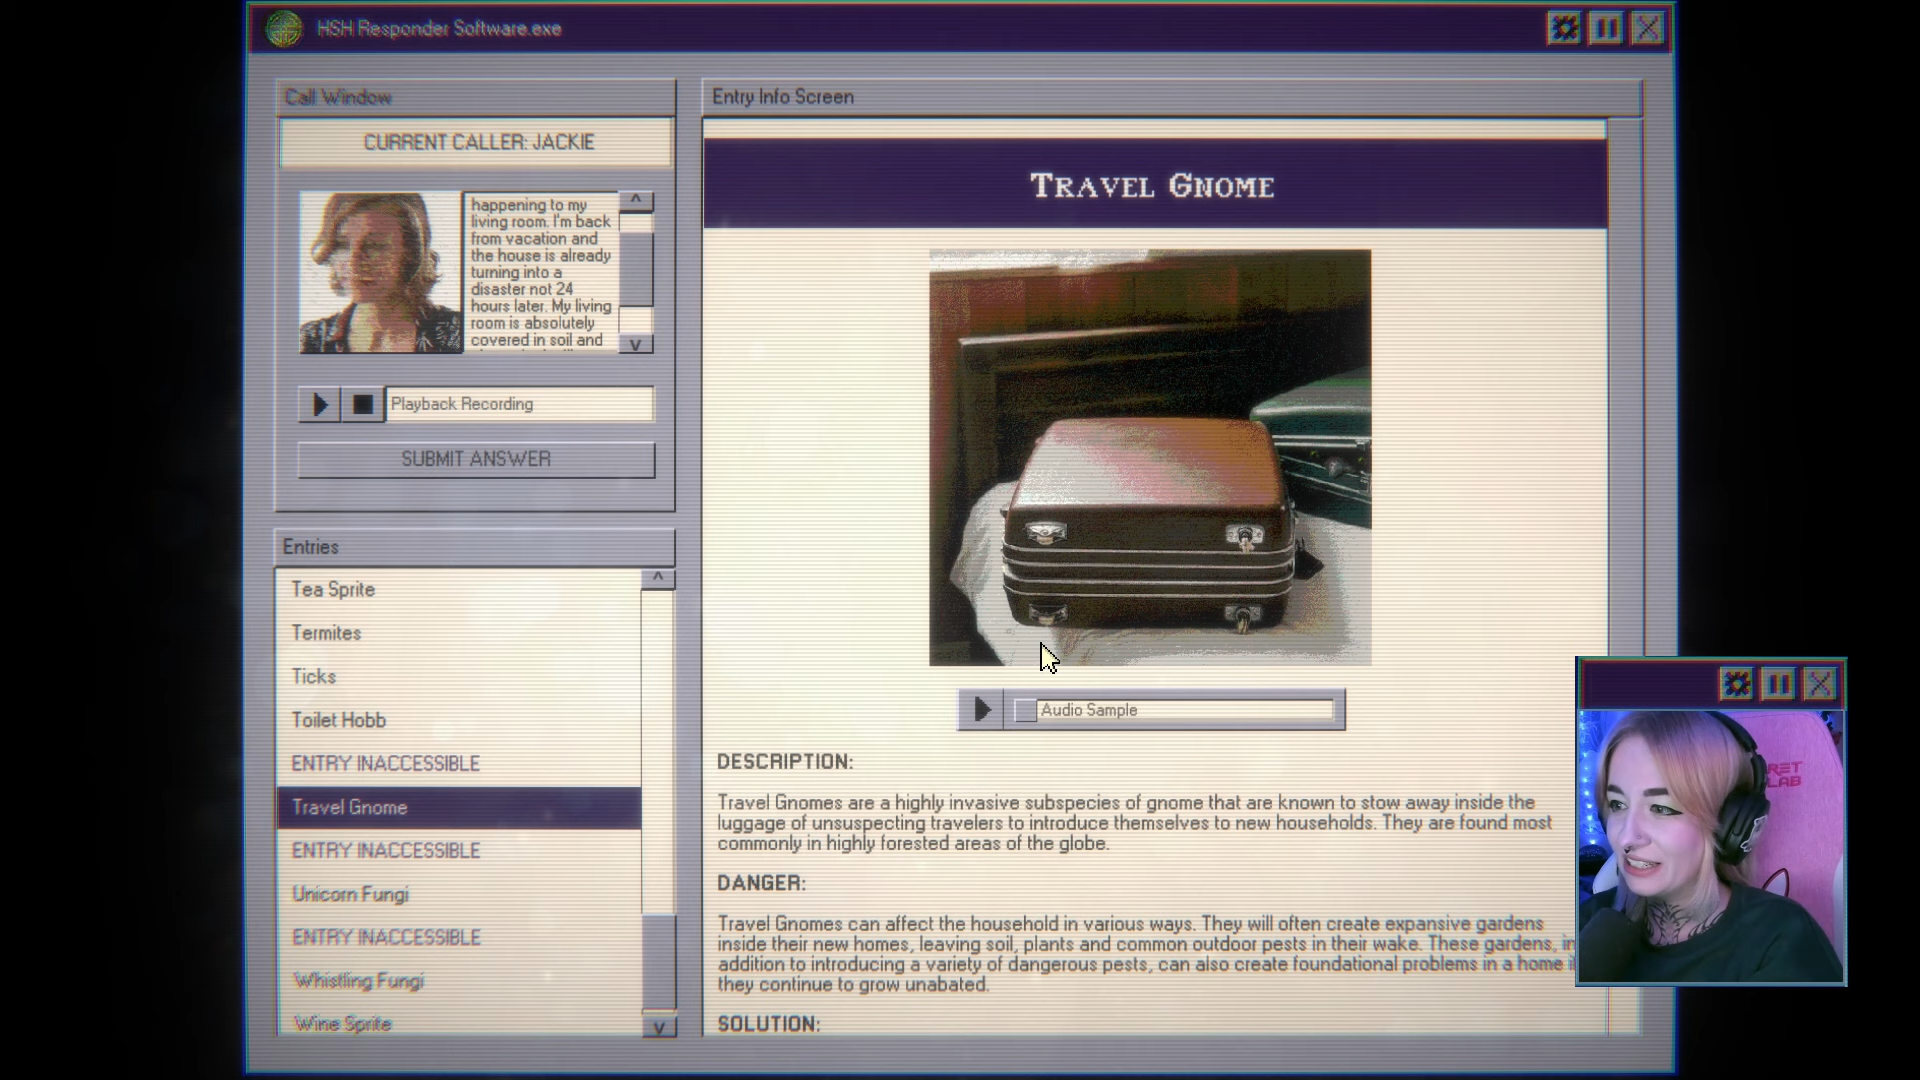 HSH Responder Software.exe
Call Window
CURRENT CALLER: JACKIE
happening to my
living room. I'm back
from vacation and
the house is already
turning into a
disaster not 24
hours later. My living
room is absolutely
covered in soil and
Playback Recording
SUBMIT ANSWER
Entries
Tea Sprite
Termites
Ticks
Toilet Hobb
ENTRY INACCESSIBLE
Travel Gnome
ENTRY INACCESSIBLE
Unicorn Fungi
ENTRY INACCESSIBLE
Whistling Fungi
Wine Sprite
Entry Info Screen
TRAVEL GNOME
Audio Sample
DESCRIPTION:
Travel Gnomes are a highly invasive subspecies of gnome that are known to stow away inside the
luggage of unsuspecting travelers to introduce themselves to new households. They are found most
commonly in highly forested areas of the globe.
DANGER:
Travel Gnomes can affect the household in various ways. They will often create expansive gardens
inside their new homes, leaving soil, plants and common outdoor pests in their wake. These gardens, in
addition to introducing a variety of dangerous pests, can also create foundational problems in a home
they continue to grow unabated.
SOLUTION: